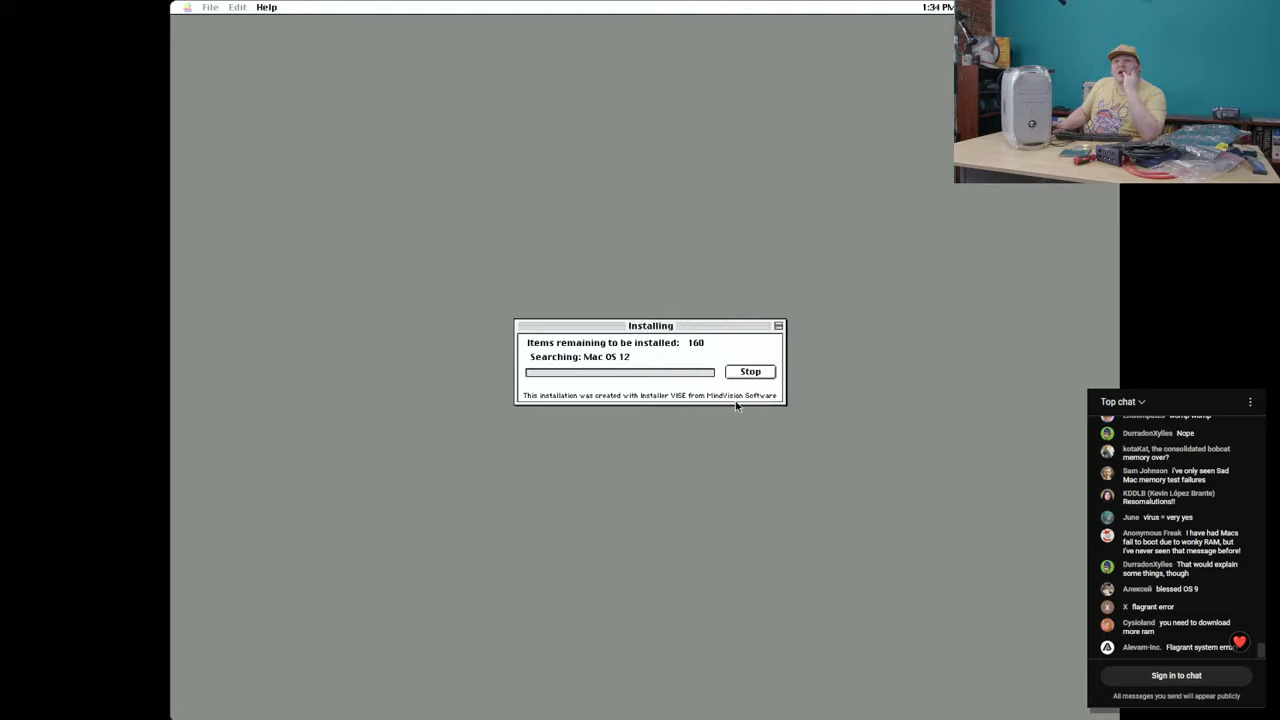 File Edit Help
1:34 PM
Installing
Items remaining to be installed: 160
Searching: Mac OS 12
Stop
This installation was created with Installer VISE from MindVision Software
Top chat
DurradonXylles Nope
kotaKat, the consolidated bobcat
memory over?
Sam Johnson i've only seen Sad
Mac memory test failures
KDDLB (Kevin López Brante)
Resomalutions!!
June virus = very yes
Anonymous Freak I have had Macs
fail to boot due to wonky RAM, but
I've never seen that message before!
DurradonXylles That would explain
some things, though
Алексей blessed OS 9
X flagrant error
Cysioland you need to download
more ram
Alevam-Inc. Flagrant system error
Sign in to chat
All messages you send will appear publicly